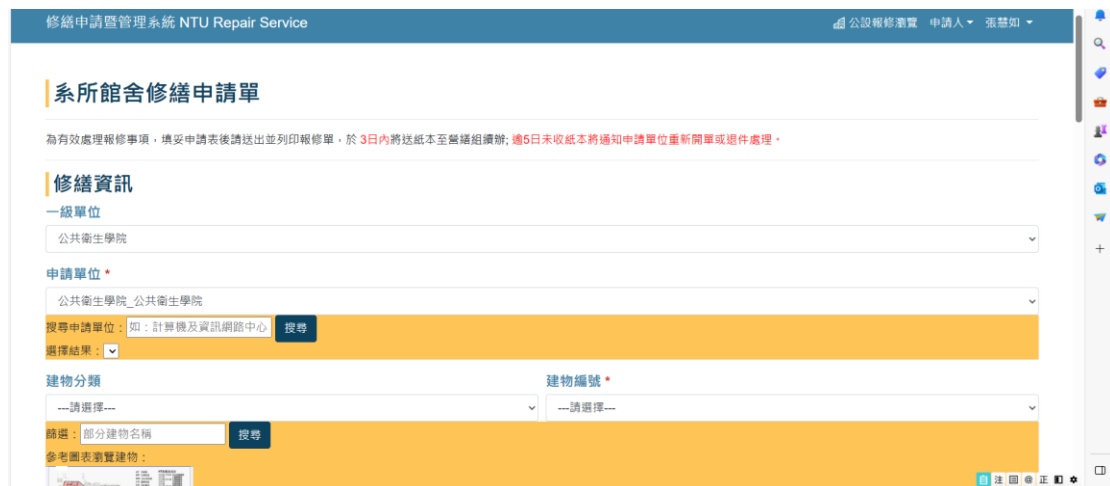 修繕申請暨管理系統 NTU Repair Service
公設報修瀏覽 申請人 張慧如
系所館舍修繕申請單
為有效處理報修事項，填妥申請表後請送出並列印報修單，於 3日內將送紙本至營繕組續辦; 逾5日未收紙本將通知申請單位重新開單或退件處理。
修繕資訊
一級單位
公共衛生學院
申請單位 *
公共衛生學院_公共衛生學院
搜尋申請單位： 如：計算機及資訊網路中心 搜尋
選擇結果：
建物分類 建物編號 *
---請選擇--- ---請選擇---
篩選： 部分建物名稱 搜尋
參考圖表瀏覽建物：
注 @ 正